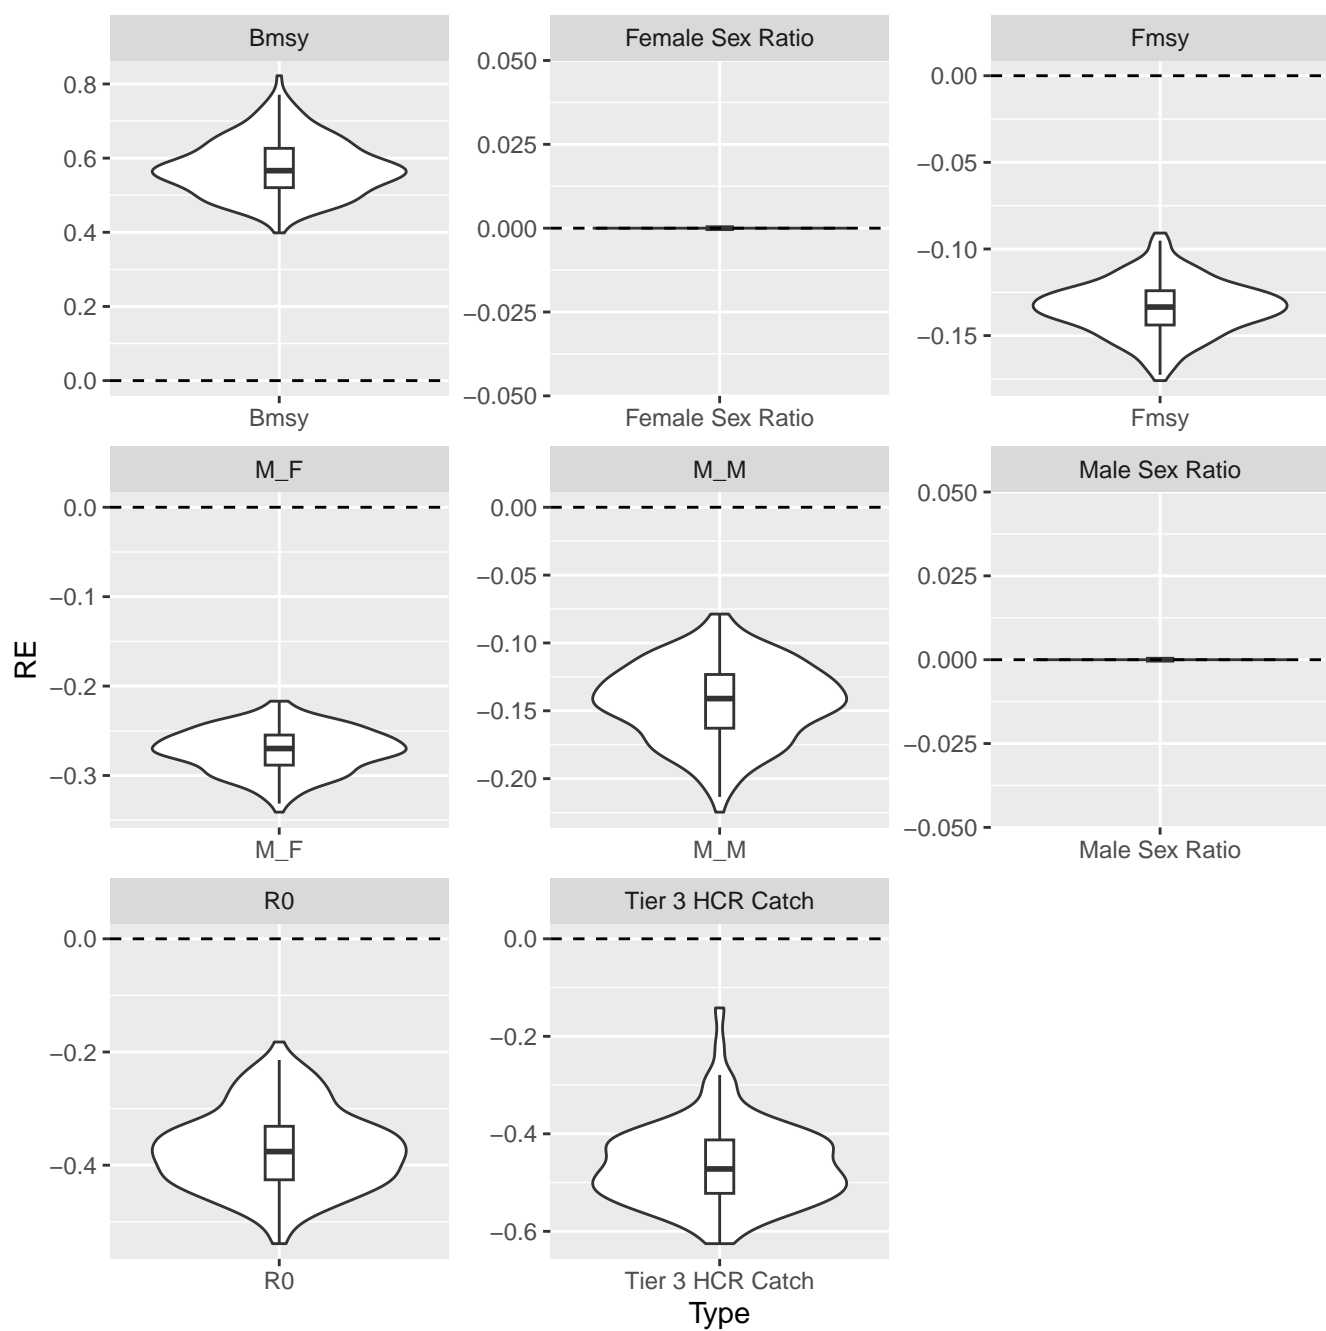 Bmsy Female Sex Ratio Fmsy
0.8 0.6 0.4 0.2 0.0
0.050 0.025 0.000 −0.025 −0.050
0.00 −0.05 −0.10 −0.15
Bmsy Female Sex Ratio Fmsy
M_F M_M Male Sex Ratio
RE
0.0 −0.1 −0.2 −0.3
0.00 −0.05 −0.10 −0.15 −0.20
0.050 0.025 0.000 −0.025 −0.050
M_F M_M Male Sex Ratio
R0 Tier 3 HCR Catch
0.0 −0.2 −0.4
0.0 −0.2 −0.4 −0.6
R0 Tier 3 HCR Catch
Type